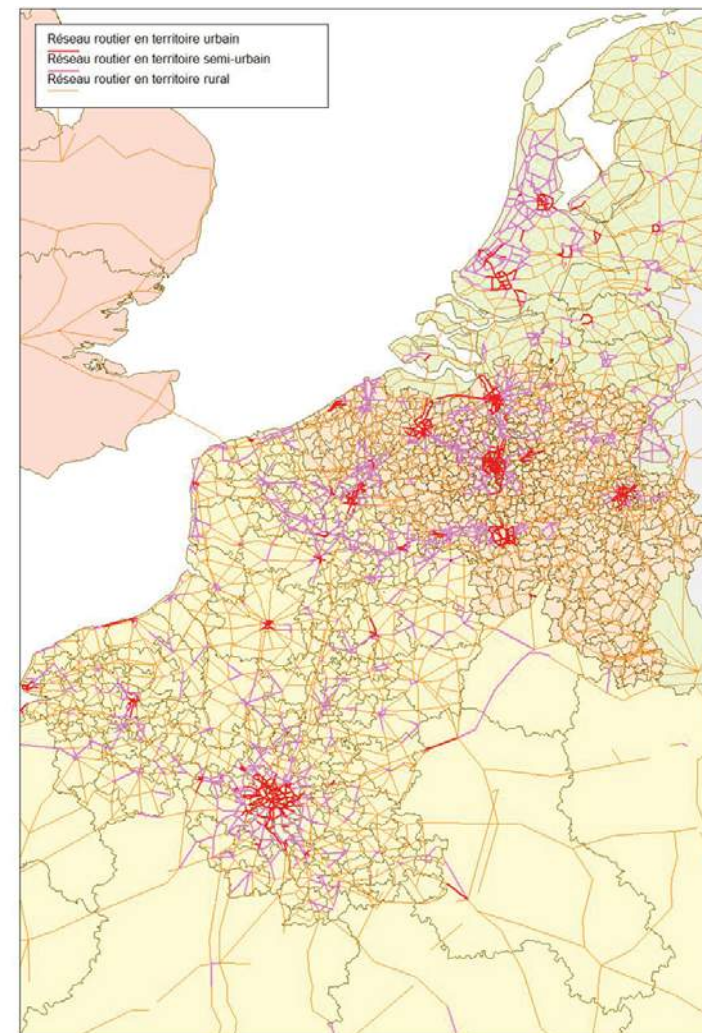 Réseau routier en territoire urbain
Réseau routier en territoire semi-urbain
Réseau routier en territoire rural